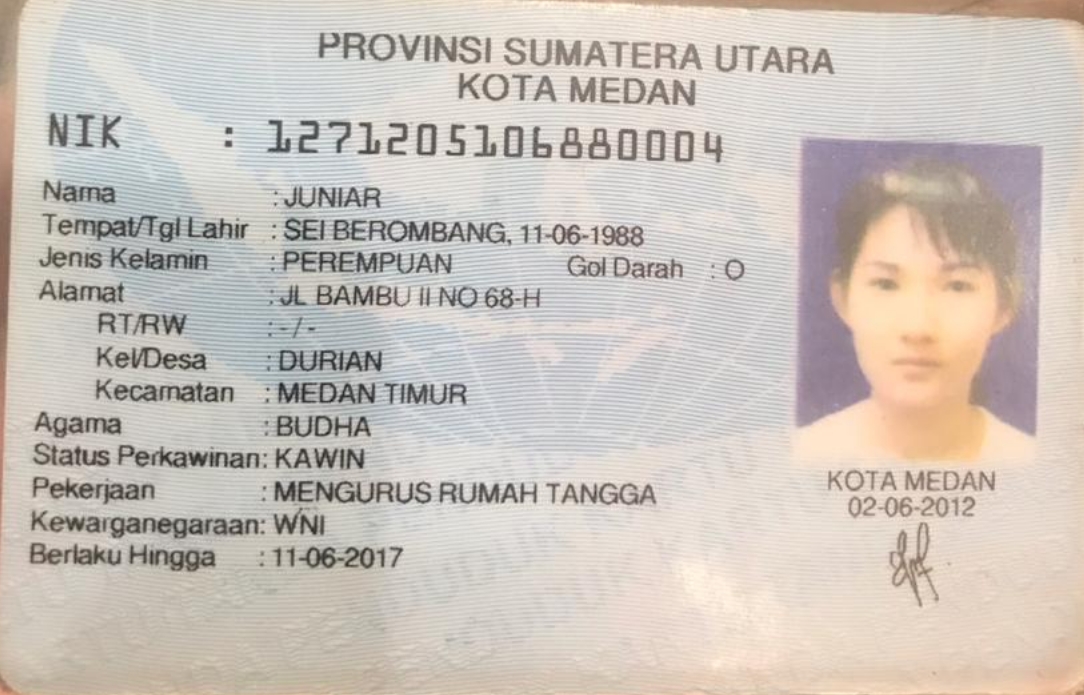 PROVINSI SUMATERA UTARA
KOTA MEDAN
NIK : 1271205106880004
Nama : JUNIAR
Tempat/Tgl Lahir : SEI BEROMBANG, 11-06-1988
Jenis Kelamin : PEREMPUAN Gol Darah : O
Alamat : JL BAMBU II NO 68-H
RT/RW : - / -
Kel/Desa : DURIAN
Kecamatan : MEDAN TIMUR
Agama : BUDHA
Status Perkawinan: KAWIN
Pekerjaan : MENGURUS RUMAH TANGGA
Kewarganegaraan: WNI
Berlaku Hingga : 11-06-2017
KOTA MEDAN
02-06-2012